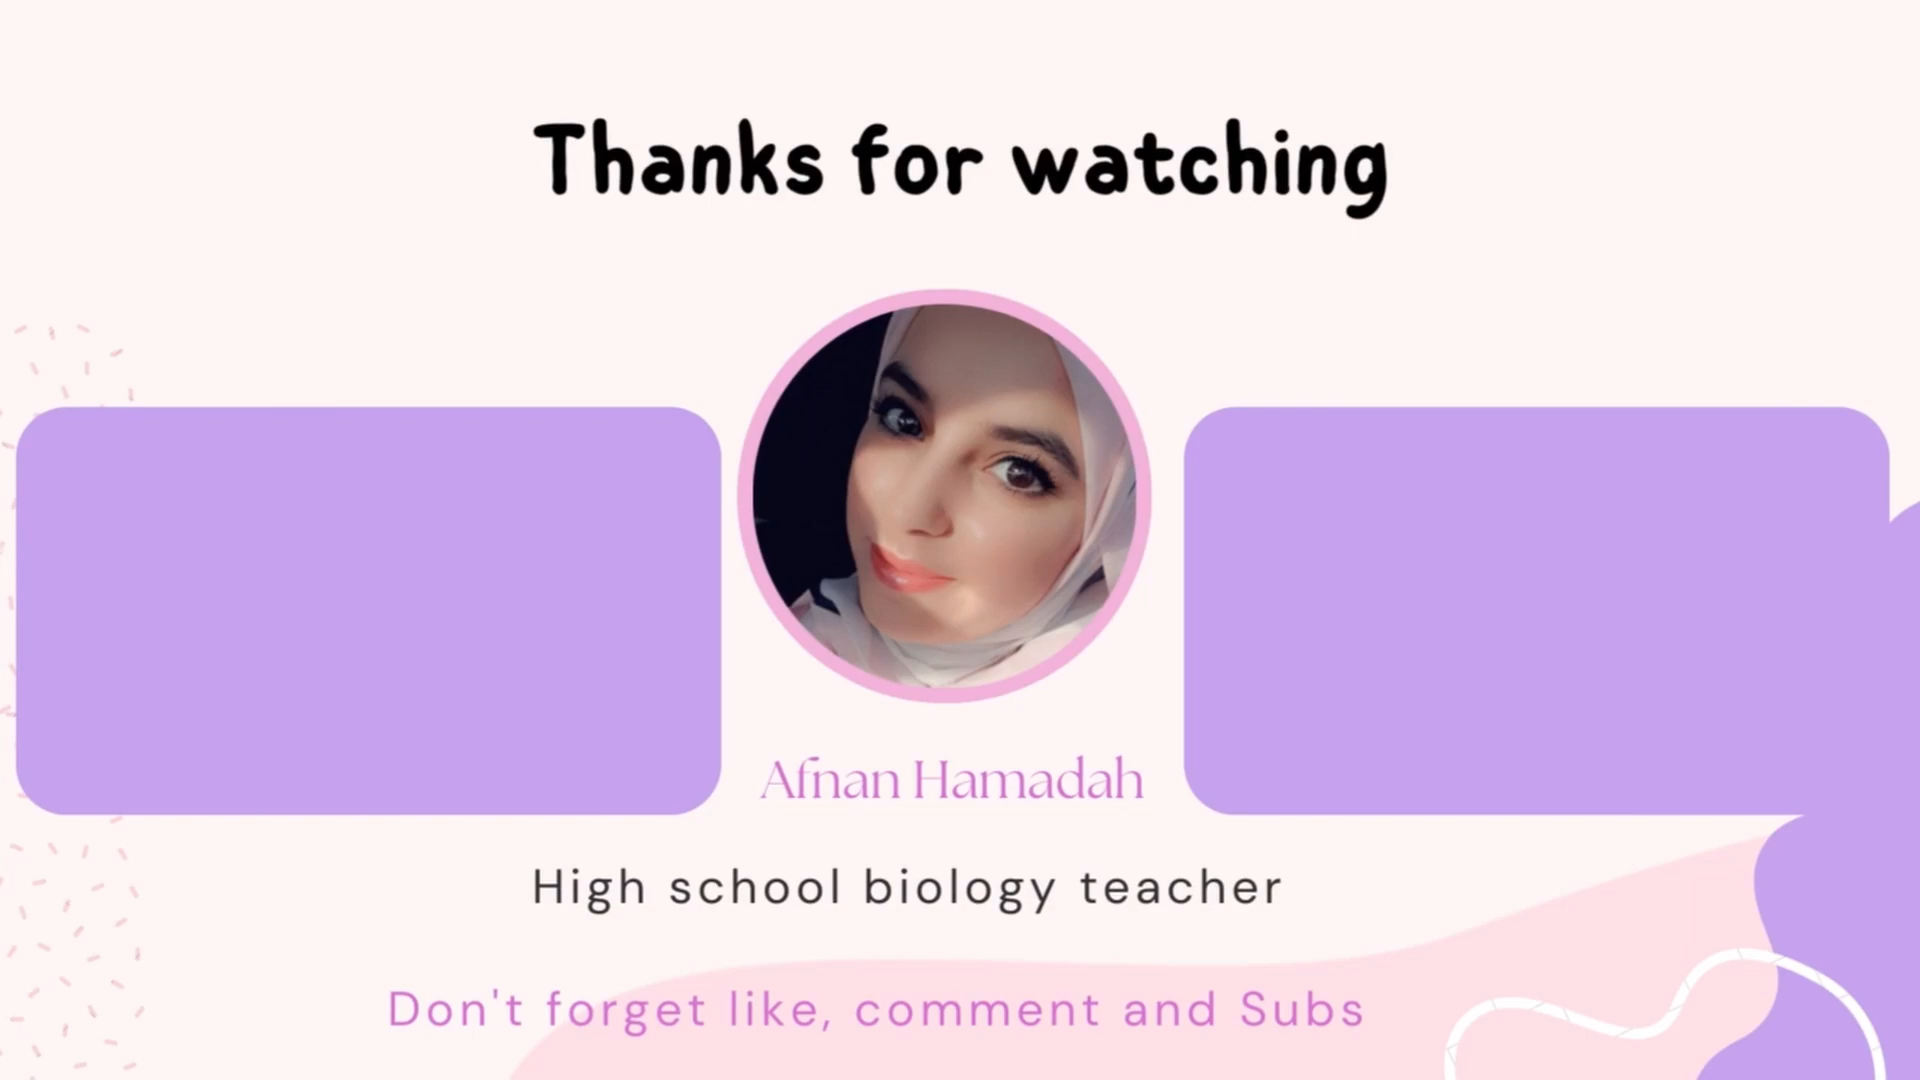 Thanks for watching
Afnan Hamadah
High school biology teacher
Don't forget like, comment and Subs